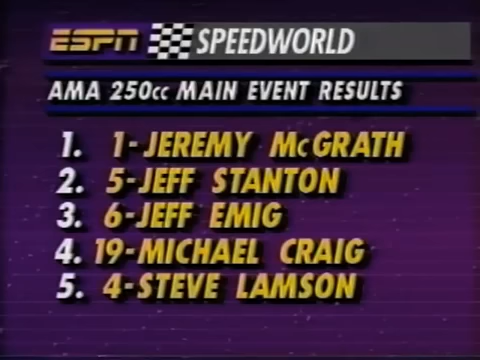 ESPN SPEEDWORLD
AMA 250cc MAIN EVENT RESULTS
1. 1-JEREMY McGRATH
2. 5-JEFF STANTON
3. 6-JEFF EMIG
4. 19-MICHAEL CRAIG
5. 4-STEVE LAMSON